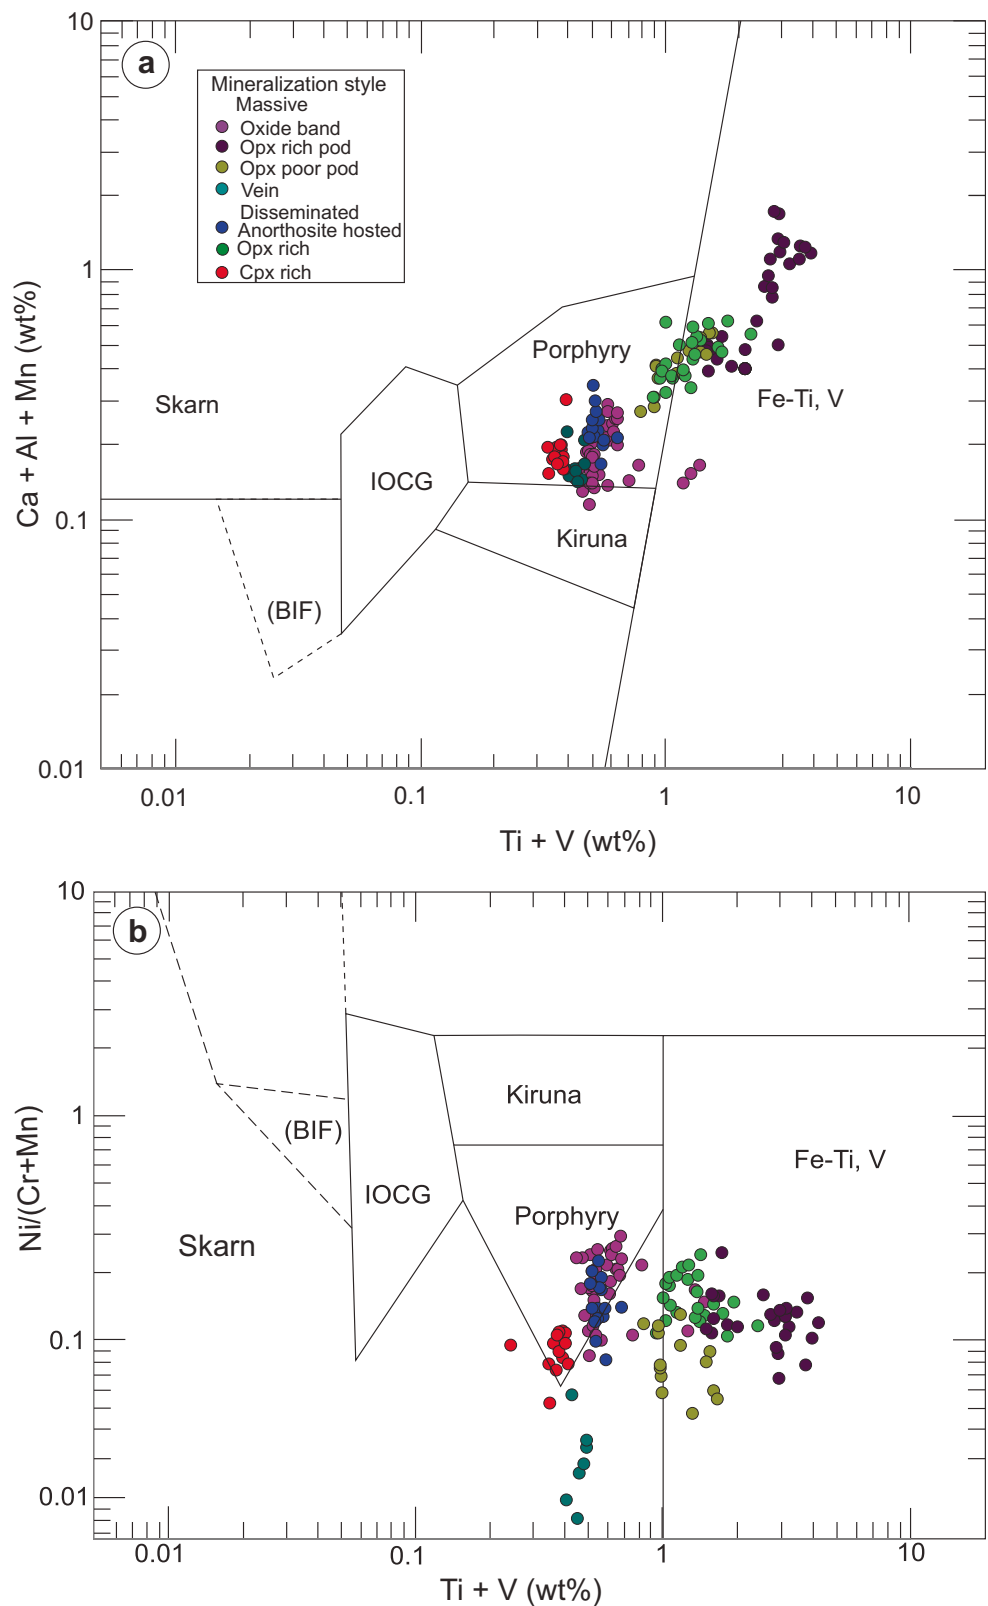 10
a
Mineralization style
Massive
Oxide band
Opx rich pod
Opx poor pod
Vein
Disseminated
Anorthosite hosted
Opx rich
Cpx rich
1
Ca + Al + Mn (wt%)
Porphyry
Skarn
Fe-Ti, V
IOCG
0.1
Kiruna
(BIF)
0.01
0.01
0.1
1
10
Ti + V (wt%)
10
b
Kiruna
1
(BIF)
Fe-Ti, V
Ni/(Cr+Mn)
IOCG
Porphyry
Skarn
0.1
0.01
0.01
0.1
1
10
Ti + V (wt%)